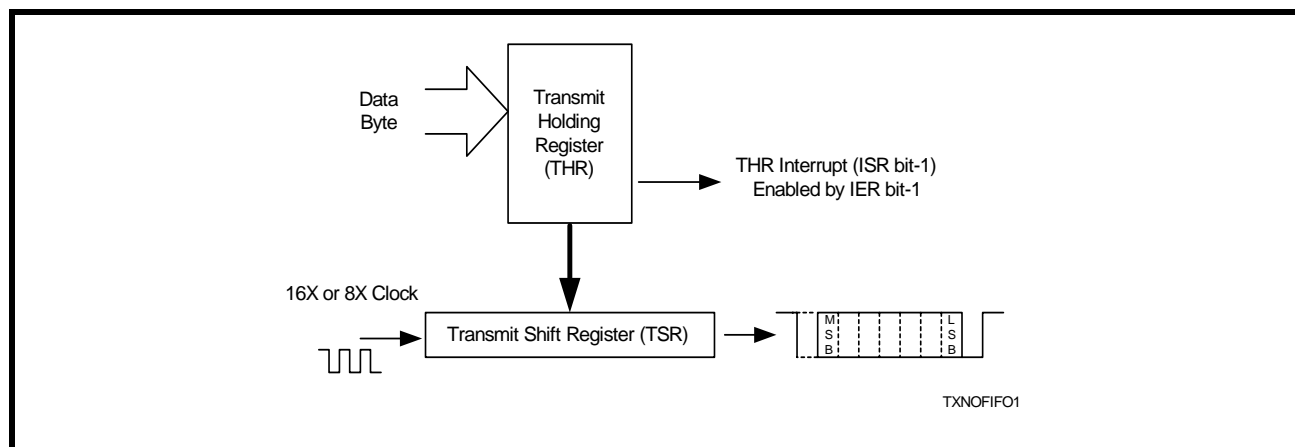 Data
Byte
Transmit
Holding
Register
(THR)
THR Interrupt (ISR bit-1)
Enabled by IER bit-1
16X or 8X Clock
Transmit Shift Register (TSR)
M
S
B
L
S
B
TXNOFIFO1